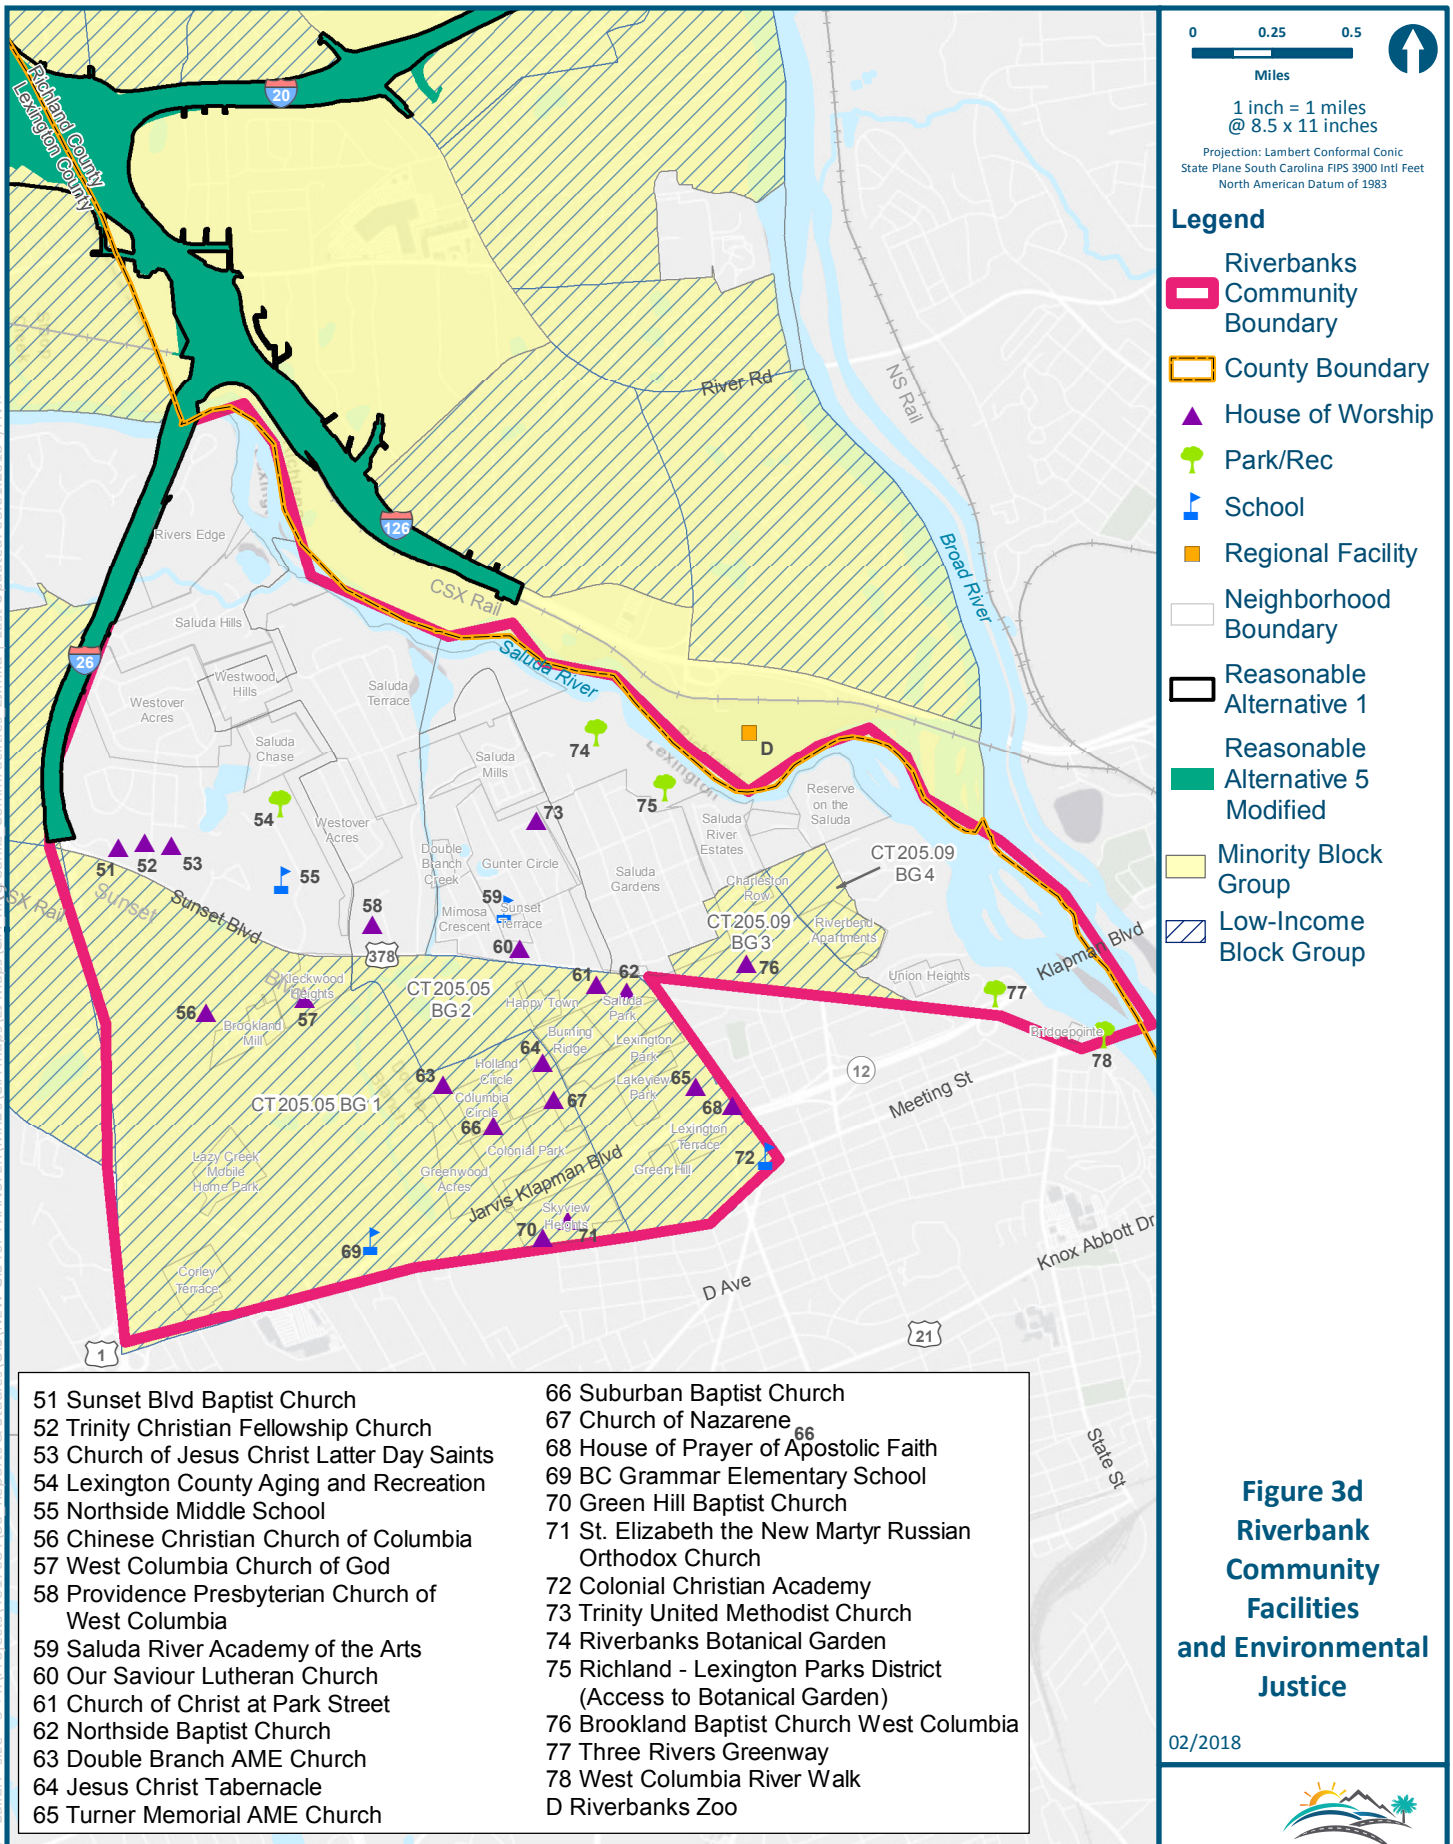 0 0.25 0.5
Miles
1 inch = 1 miles
@ 8.5 x 11 inches
Projection: Lambert Conformal Conic
State Plane South Carolina FIPS 3900 Intl Feet
North American Datum of 1983
Legend
Riverbanks
Community
Boundary
County Boundary
House of Worship
Park/Rec
School
Regional Facility
Neighborhood
Boundary
Reasonable
Alternative 1
Reasonable
Alternative 5
Modified
Minority Block
Group
Low-Income
Block Group
Figure 3d
Riverbank
Community
Facilities
and Environmental
Justice
02/2018
Richland County
Lexington County
20
River Rd
NS Rail
Broad River
126
CSX Rail
Saluda River
Rivers Edge
Saluda Hills
26
Westwood
Hills
Westover
Acres
Saluda
Terrace
Saluda
Chase
Saluda
Mills
74
D
Lexington
75
54
Westover
Acres
73
Reserve
on the
Saluda
Saluda
River
Estates
51
52
53
55
Double
Branch
Creek
Gunter Circle
Saluda
Gardens
CT 205.09
BG 4
Charleston
Row
CSX Rail
Sunset
Sunset Blvd
58
59
Mimosa
Crescent
Sunset
Terrace
CT 205.09
BG 3
Riverbend
Apartments
60
378
76
Union Heights
Klapman Blvd
61
62
77
Kleckwood
Heights
CT 205.05
BG 2
Happy Town
Saluda
Park
56
57
Brookland
Mill
Burning
Ridge
Lexington
Park
Bridgepointe
78
64
Holland
Circle
63
Lakeview
Park
65
12
Meeting St
CT 205.05 BG 1
Columbia
Circle
67
68
66
Lexington
Terrace
Colonial Park
72
Lazy Creek
Mobile
Home Park
Greenwood
Acres
Green Hill
Jarvis Klapman Blvd
Skyview
Heights
70
71
69
Knox Abbott Dr
Corley
Terrace
D Ave
21
1
State St
51 Sunset Blvd Baptist Church
52 Trinity Christian Fellowship Church
53 Church of Jesus Christ Latter Day Saints
54 Lexington County Aging and Recreation
55 Northside Middle School
56 Chinese Christian Church of Columbia
57 West Columbia Church of God
58 Providence Presbyterian Church of
West Columbia
59 Saluda River Academy of the Arts
60 Our Saviour Lutheran Church
61 Church of Christ at Park Street
62 Northside Baptist Church
63 Double Branch AME Church
64 Jesus Christ Tabernacle
65 Turner Memorial AME Church
66 Suburban Baptist Church
67 Church of Nazarene
66
68 House of Prayer of Apostolic Faith
69 BC Grammar Elementary School
70 Green Hill Baptist Church
71 St. Elizabeth the New Martyr Russian
Orthodox Church
72 Colonial Christian Academy
73 Trinity United Methodist Church
74 Riverbanks Botanical Garden
75 Richland - Lexington Parks District
(Access to Botanical Garden)
76 Brookland Baptist Church West Columbia
77 Three Rivers Greenway
78 West Columbia River Walk
D Riverbanks Zoo